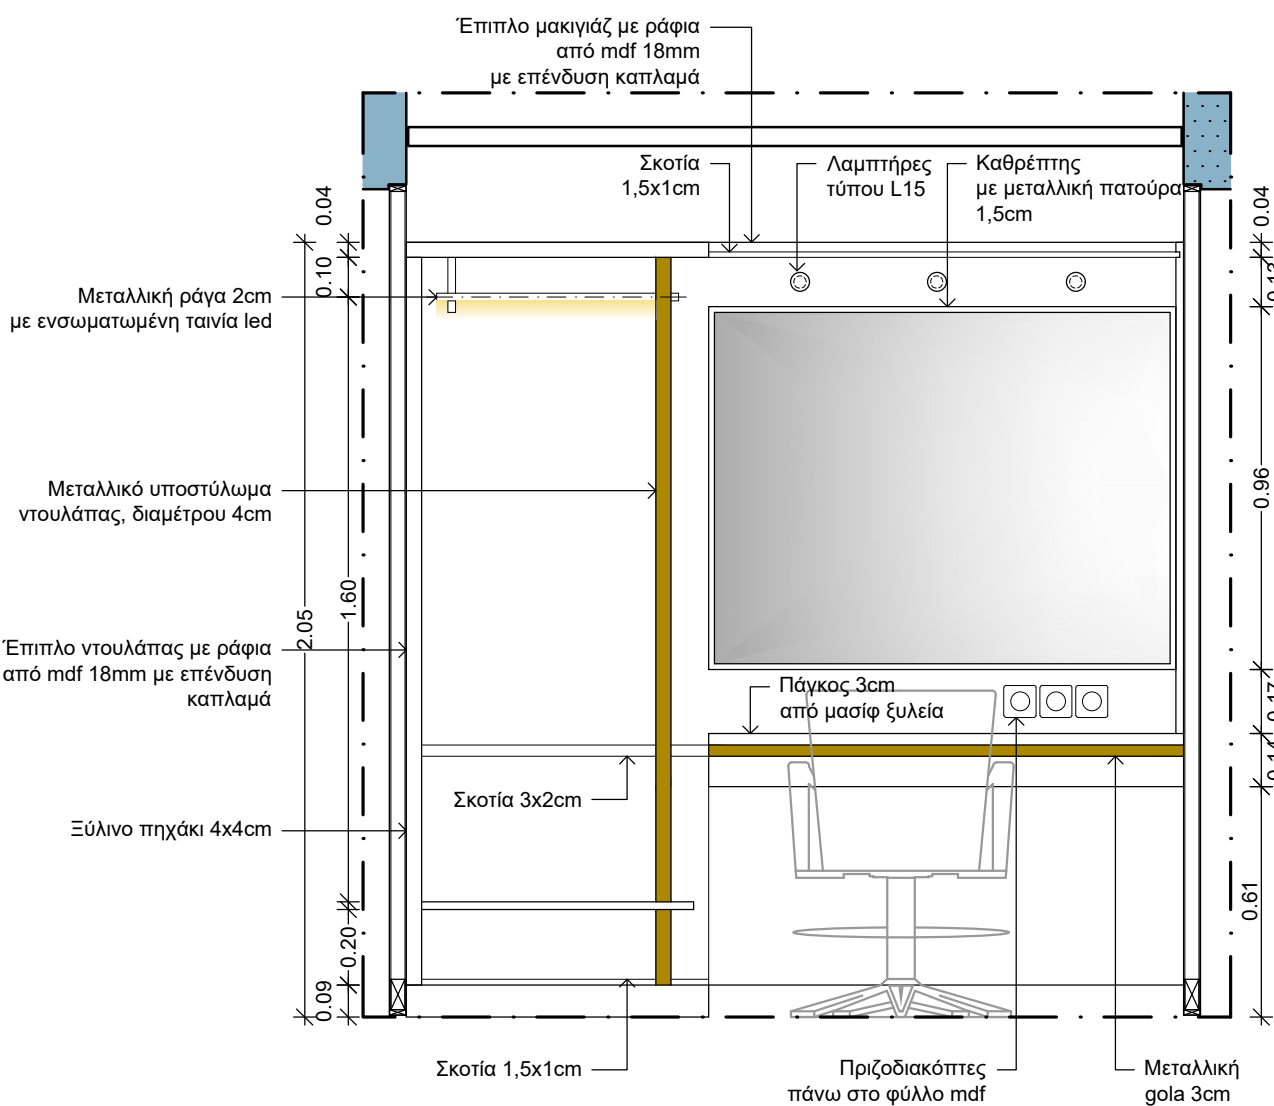 Έπιπλο μακιγιάζ με ράφια
από mdf 18mm
με επένδυση καπλαμά
Σκοτία
1,5x1cm
Λαμπτήρες
τύπου L15
Καθρέπτης
με μεταλλική πατούρα
1,5cm
0.04
0.10
0.04
Μεταλλική ράγα 2cm
με ενσωματωμένη ταινία led
Μεταλλικό υποστύλωμα
ντουλάπας, διαμέτρου 4cm
0.96
1.60
2.05
Έπιπλο ντουλάπας με ράφια
από mdf 18mm με επένδυση
καπλαμά
Πάγκος 3cm
από μασίφ ξυλεία
Σκοτία 3x2cm
Ξύλινο πηχάκι 4x4cm
0.61
0.20
0.09
Σκοτία 1,5x1cm
Πριζοδιακόπτες
πάνω στο φύλλο mdf
Μεταλλική
gola 3cm